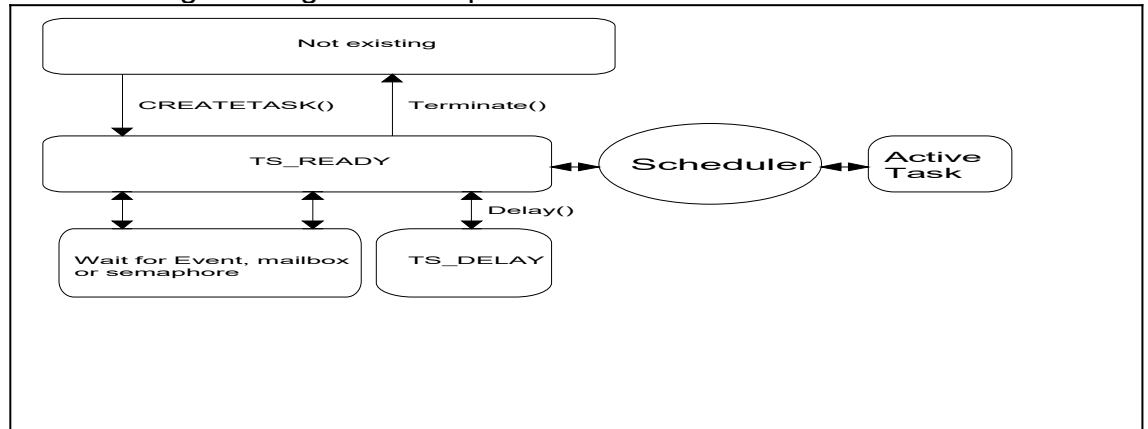 Not existing
CREATETASK()
Terminate()
TS_READY
Scheduler
Active
Task
Delay()
Wait for Event, mailbox
or semaphore
TS_DELAY